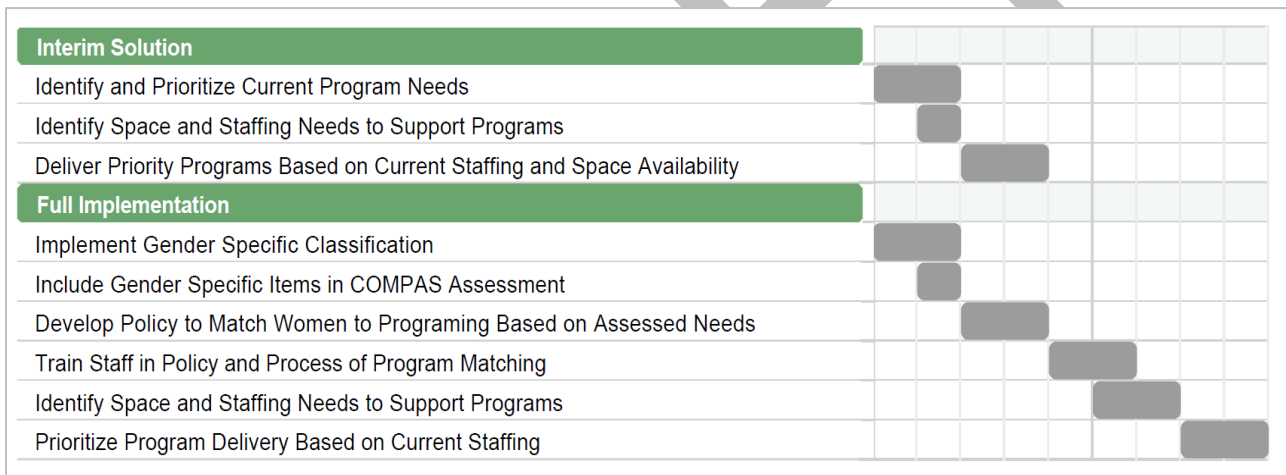 Interim Solution
Identify and Prioritize Current Program Needs
Identify Space and Staffing Needs to Support Programs
Deliver Priority Programs Based on Current Staffing and Space Availability
Full Implementation
Implement Gender Specific Classification
Include Gender Specific Items in COMPAS Assessment
Develop Policy to Match Women to Programing Based on Assessed Needs
Train Staff in Policy and Process of Program Matching
Identify Space and Staffing Needs to Support Programs
Prioritize Program Delivery Based on Current Staffing